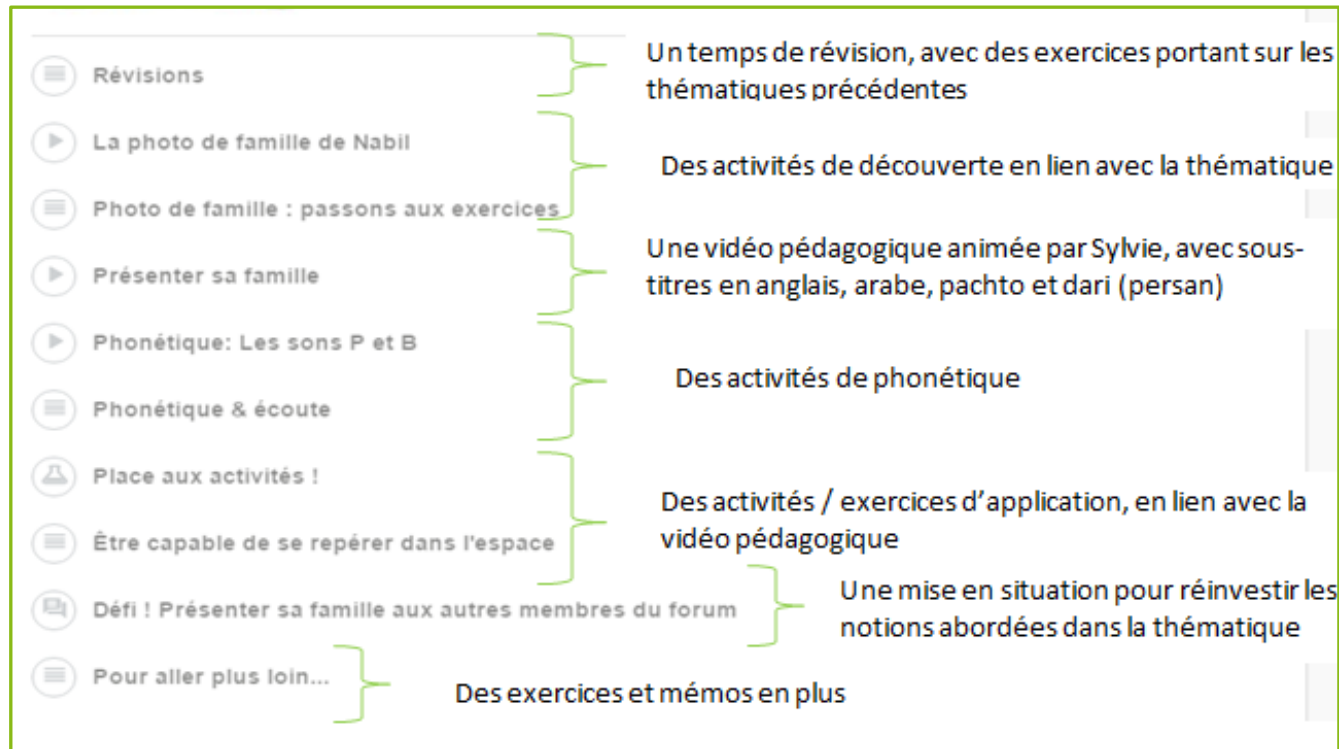 Révisions
Un temps de révision, avec des exercices portant sur les
thématiques précédentes
La photo de famille de Nabil
Photo de famille : passons aux exercices
Des activités de découverte en lien avec la thématique
Présenter sa famille
Une vidéo pédagogique animée par Sylvie, avec sous-
titres en anglais, arabe, pachto et dari (persan)
Phonétique: Les sons P et B
Phonétique & écoute
Des activités de phonétique
Place aux activités !
Être capable de se repérer dans l'espace
Des activités / exercices d’application, en lien avec la
vidéo pédagogique
Défi ! Présenter sa famille aux autres membres du forum
Une mise en situation pour réinvestir les
notions abordées dans la thématique
Pour aller plus loin...
Des exercices et mémos en plus